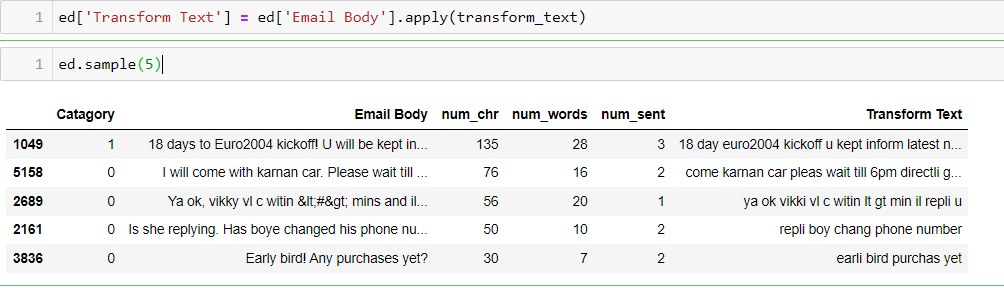 1 ed['Transform Text'] = ed['Email Body'].apply(transform_text)
1 ed.sample(5)
Catagory Email Body num_chr num_words num_sent Transform Text
1049 1 18 days to Euro2004 kickoff! U will be kept in... 135 28 3 18 day euro2004 kickoff u kept inform latest n...
5158 0 I will come with karnan car. Please wait till ... 76 16 2 come karnan car pleas wait till 6pm directli g...
2689 0 Ya ok, vikky vl c witin &lt;#&gt; mins and il... 56 20 1 ya ok vikki vl c witin lt gt min il repli u
2161 0 Is she replying. Has boye changed his phone nu... 50 10 2 repli boy chang phone number
3836 0 Early bird! Any purchases yet? 30 7 2 earli bird purchas yet